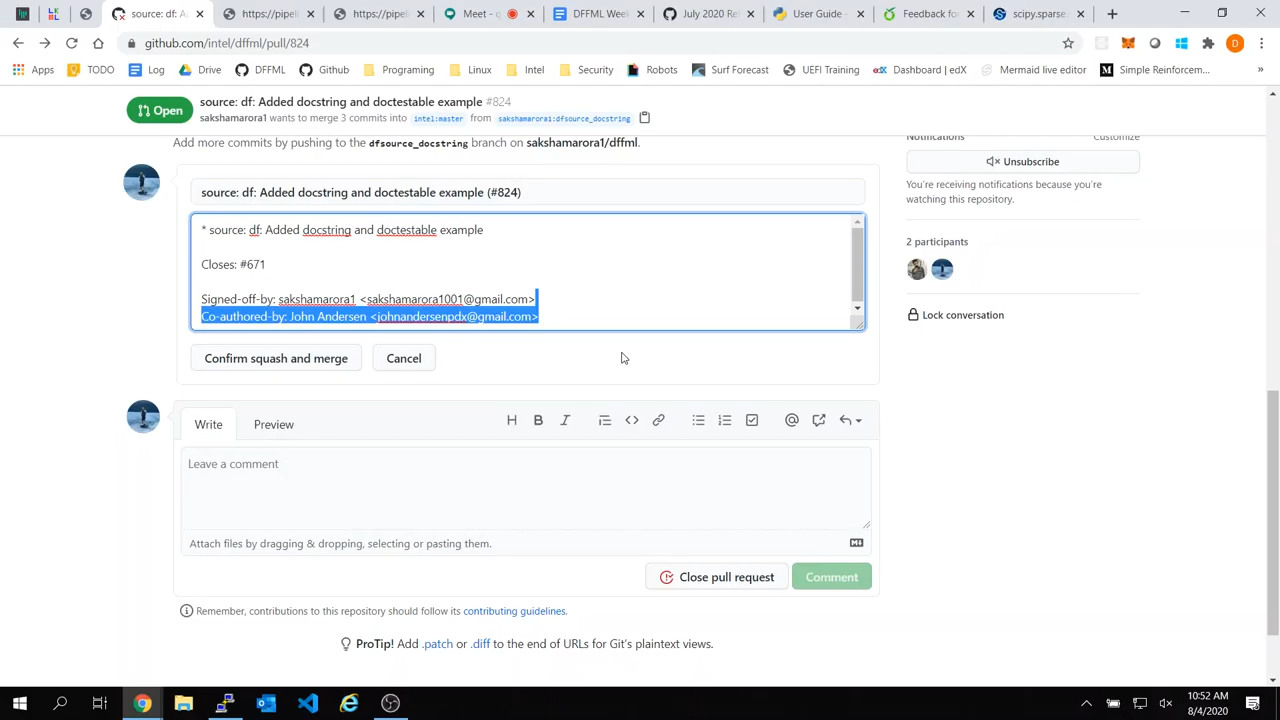 source: df: A
https://pipeli
https://pipeli
Meet - q
DFFML Wee
July 2020 Re
User Guide –
Feedback for
scipy.sparse
github.com/intel/dffml/pull/824
Apps
TODO
Log
Drive
DFFML
Github
Programing
Linux
Intel
Security
Robots
Surf Forecast
UEFI Training
Dashboard | edX
Mermaid live editor
Simple Reinforcem...
»
Open
source: df: Added docstring and doctestable example #824
sakshamarora1 wants to merge 3 commits into intel:master from sakshamarora1:dfsource_docstring
Add more commits by pushing to the dfsource_docstring branch on sakshamarora1/dffml.
source: df: Added docstring and doctestable example (#824)
* source: df: Added docstring and doctestable example
Closes: #671
Signed-off-by: sakshamarora1 <sakshamarora1001@gmail.com>
Co-authored-by: John Andersen <johnandersenpdx@gmail.com>
Confirm squash and merge
Cancel
Write
Preview
Leave a comment
Attach files by dragging & dropping, selecting or pasting them.
Close pull request
Comment
Remember, contributions to this repository should follow its contributing guidelines.
ProTip! Add .patch or .diff to the end of URLs for Git's plaintext views.
Notifications
Customize
Unsubscribe
You're receiving notifications because you're
watching this repository.
2 participants
Lock conversation
10:52 AM
8/4/2020